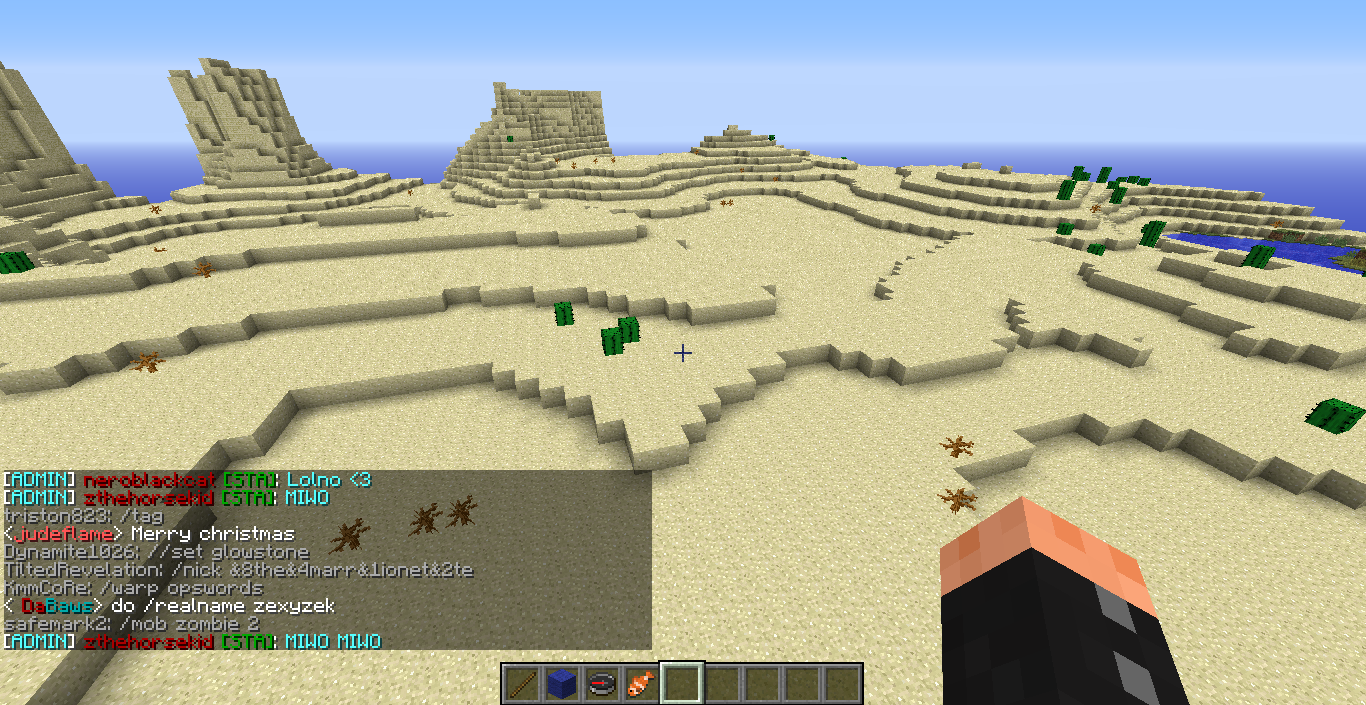 [ADMIN] neroblackcat [STA]: Lolno <3
[ADMIN] zthehorsekid [STA]: MIWO
triston823: /tag
<judeflame> Merry christmas
Dynamite1026: //set glowstone
TiltedRevelation: /nick &8the&4marr&1ionet&2te
KmmCoRe: /warp opswords
< DaBaws> do /realname zexyzek
safemark2: /mob zombie 2
[ADMIN] zthehorsekid [STA]: MIWO MIWO